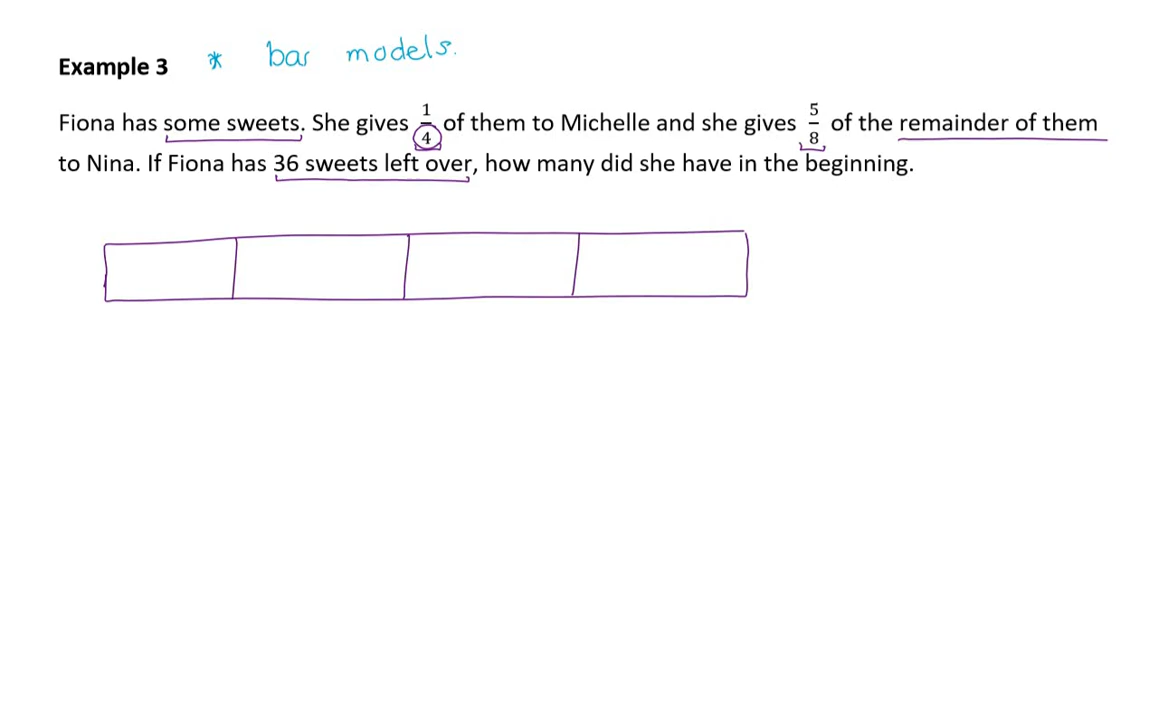 Example 3 * bar models.
Fiona has some sweets. She gives 1/4 of them to Michelle and she gives 5/8 of the remainder of them
to Nina. If Fiona has 36 sweets left over, how many did she have in the beginning.